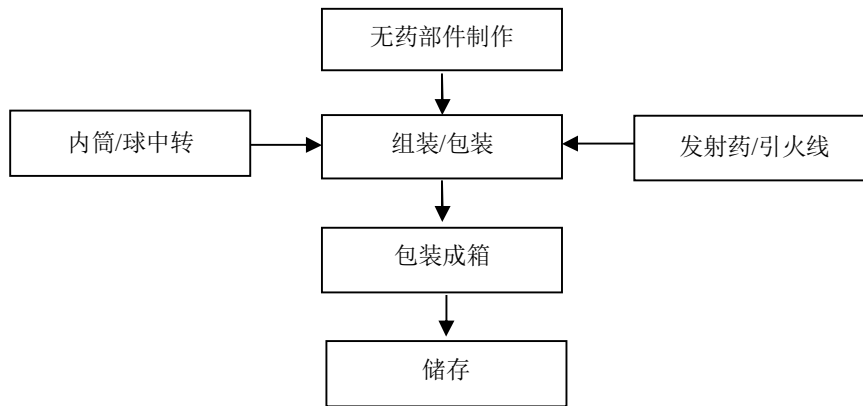 无药部件制作
内筒/球中转
组装/包装
发射药/引火线
包装成箱
储存